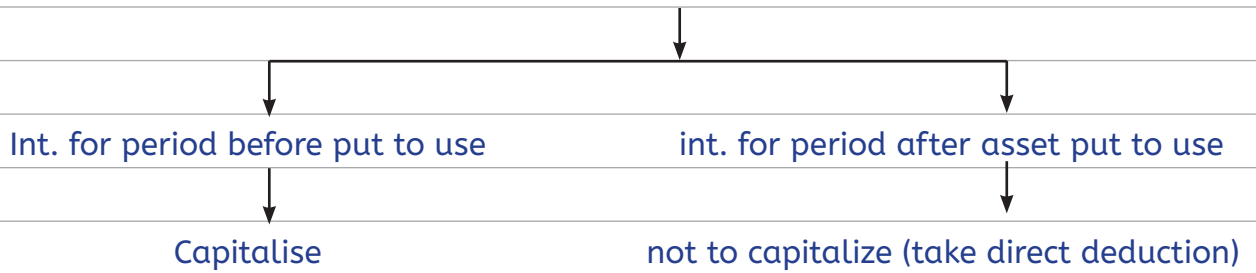 Int. for period before put to use int. for period after asset put to use
Capitalise not to capitalize (take direct deduction)